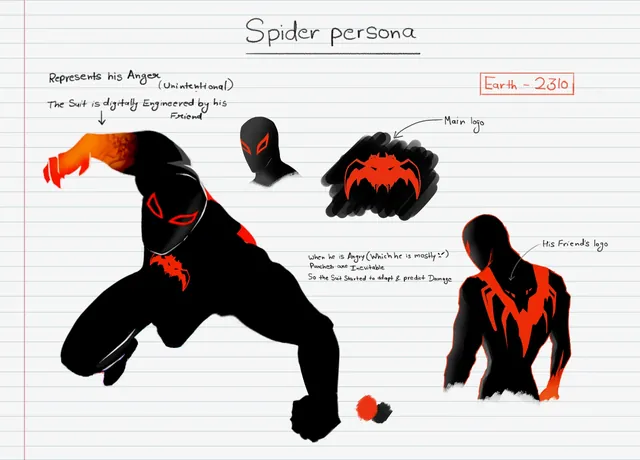 Spider persona
Represents his Anger
(Unintentional)
Earth - 2310
The Suit is digitally Engineered by his
Friend
Main logo
His Friend's logo
When he is Angry (Which he is mostly
Punches are Inevitable
So the Suit Started to adapt & predict Damage